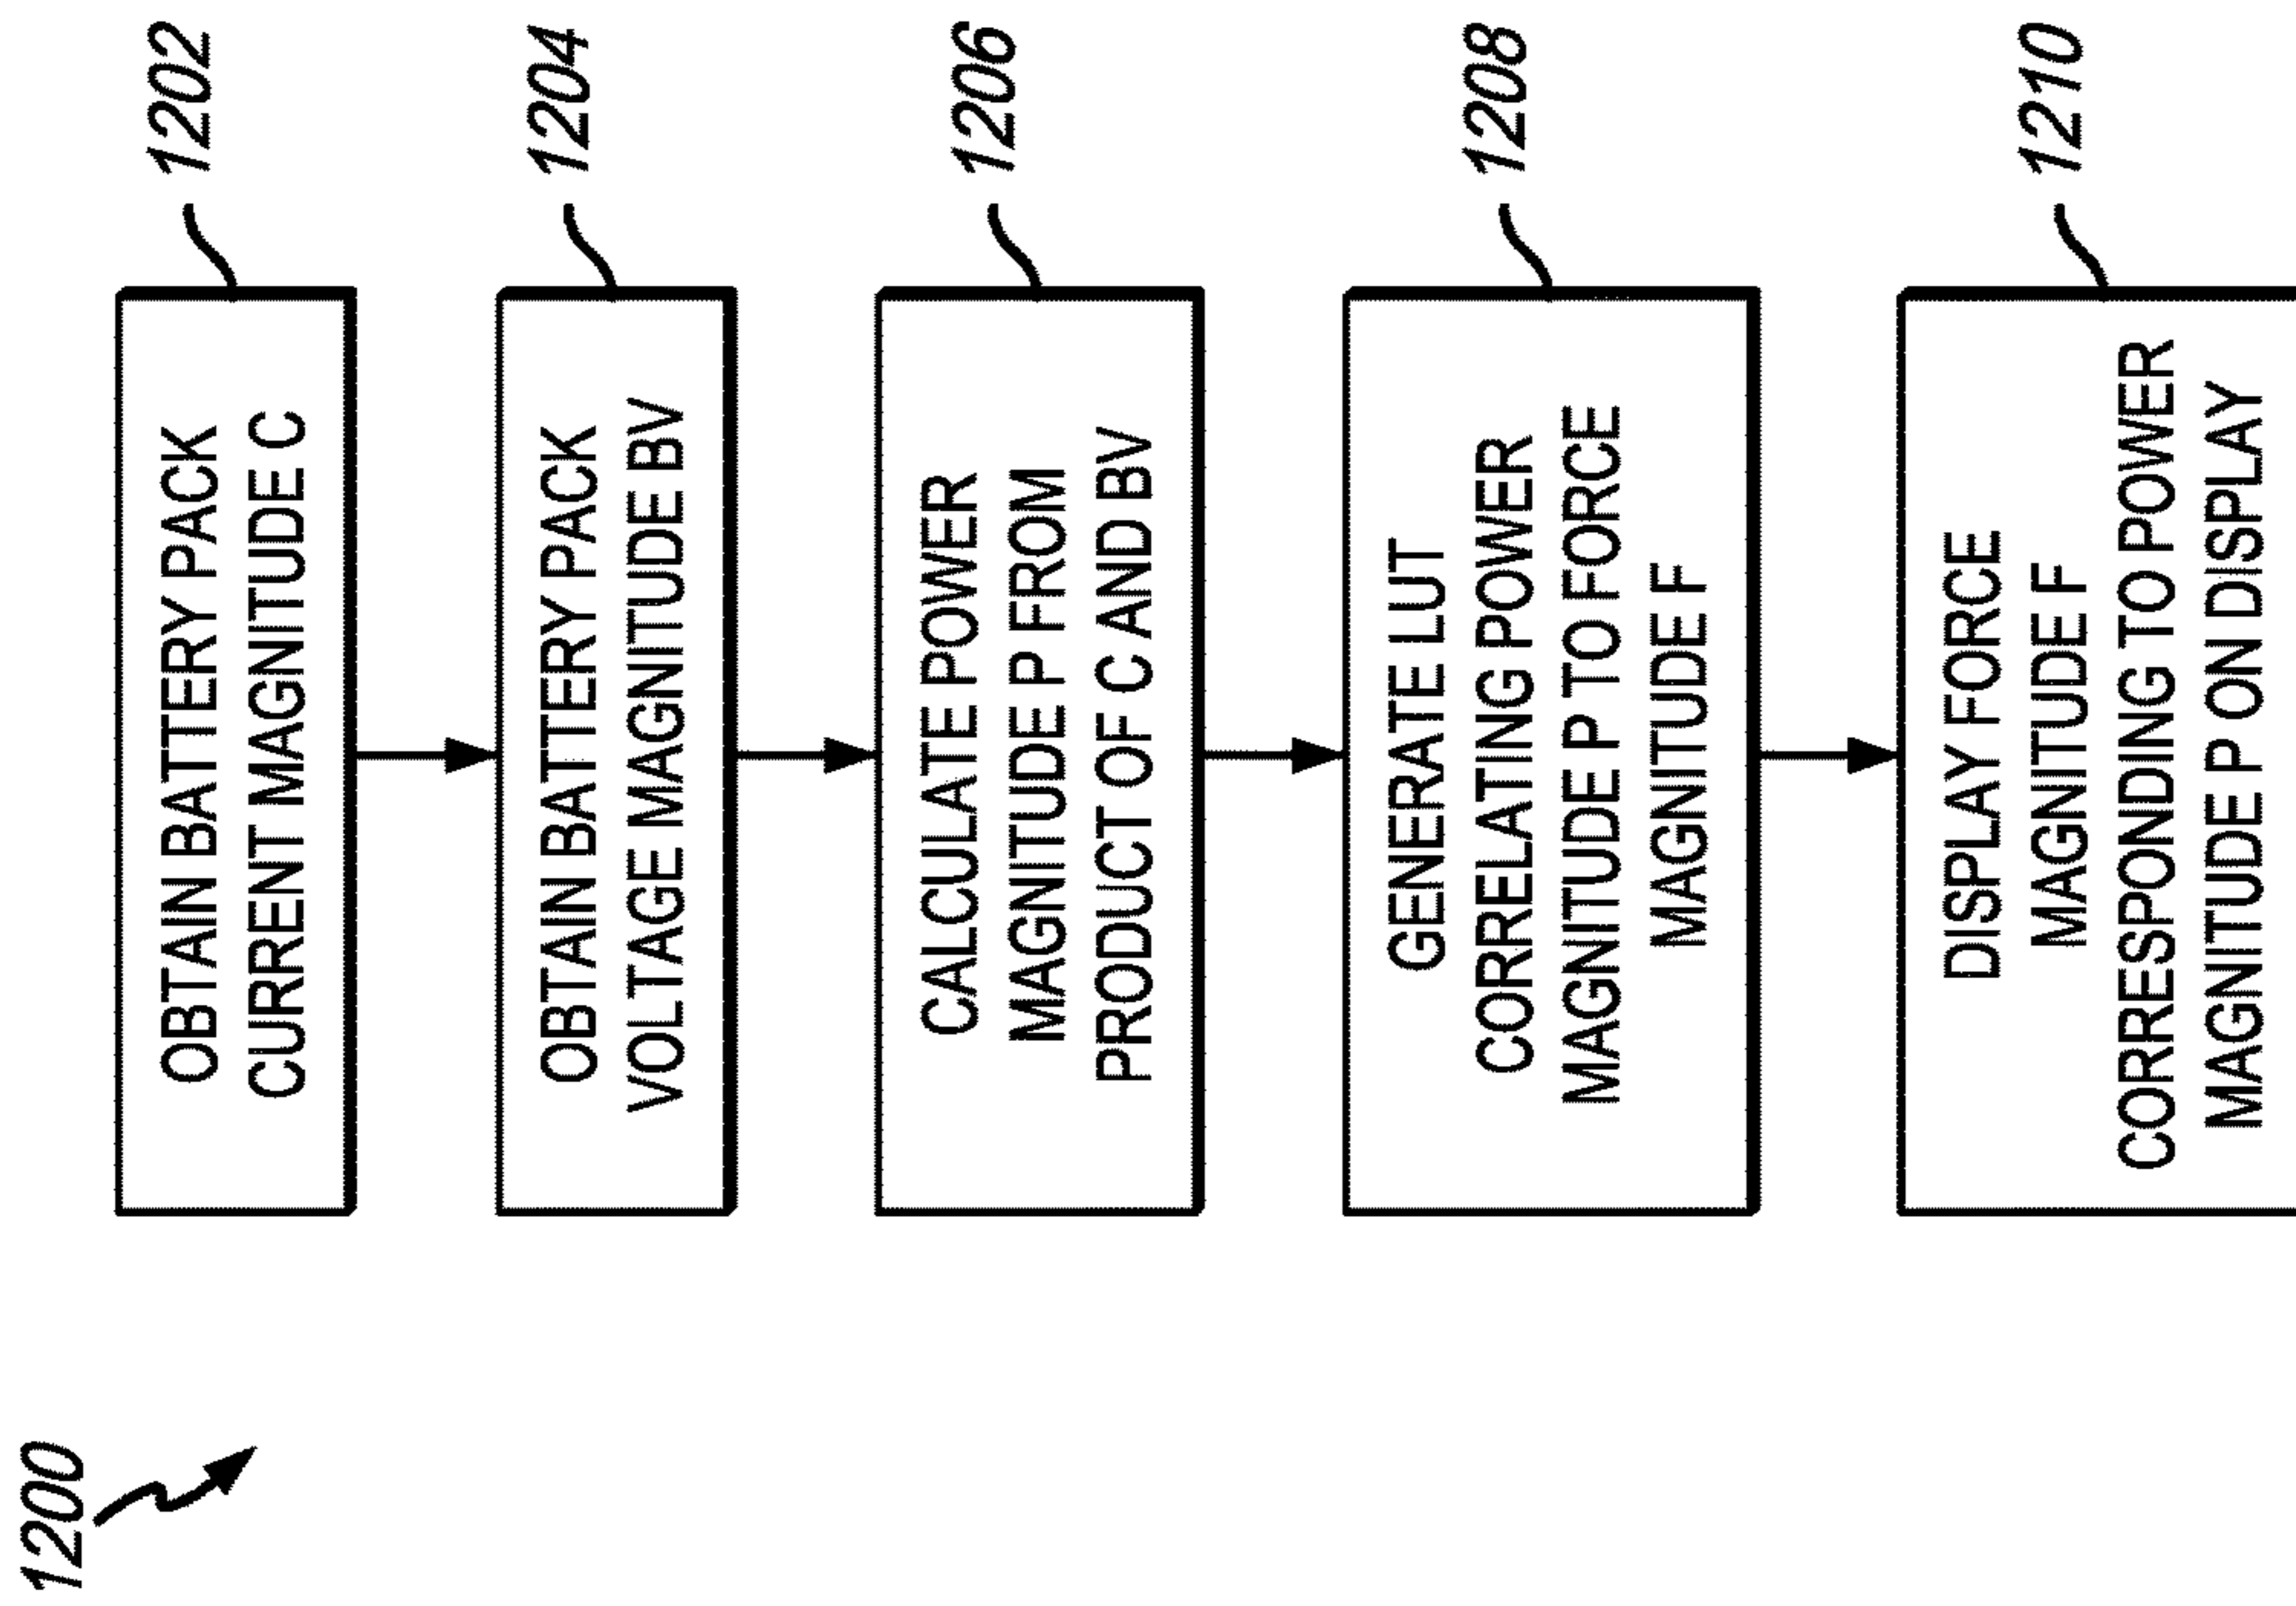 1200
OBTAIN BATTERY PACK
CURRENT MAGNITUDE C
1202
OBTAIN BATTERY PACK
VOLTAGE MAGNITUDE BV
1204
CALCULATE POWER
MAGNITUDE P FROM
PRODUCT OF C AND BV
1206
GENERATE LUT
CORRELATING POWER
MAGNITUDE P TO FORCE
MAGNITUDE F
1208
DISPLAY FORCE
MAGNITUDE F
CORRESPONDING TO POWER
MAGNITUDE P ON DISPLAY
1210